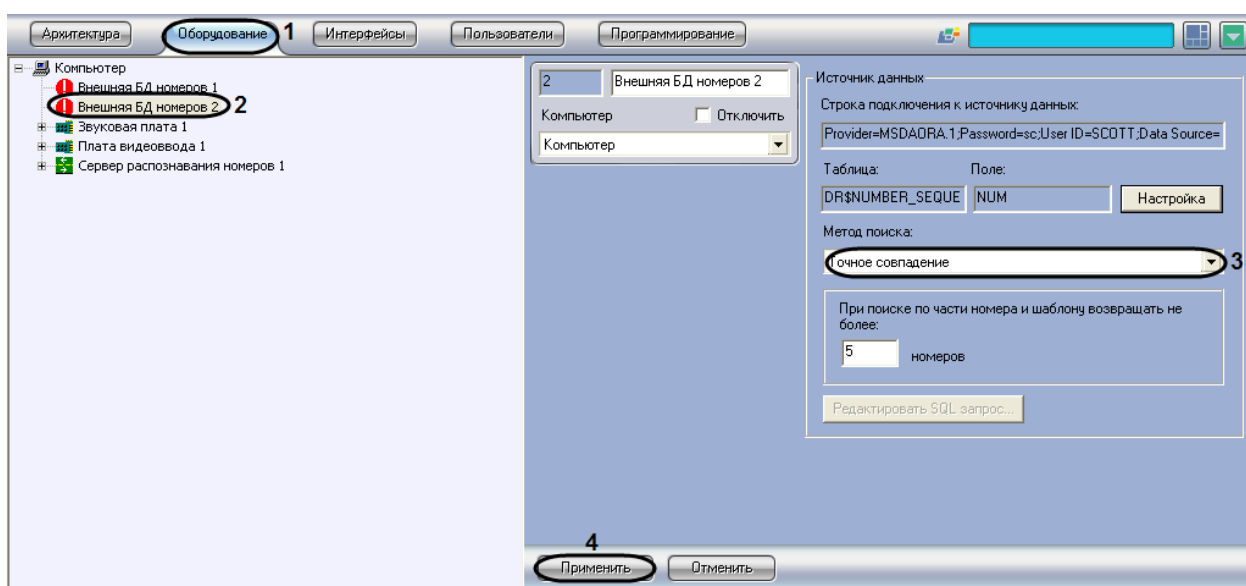 Архитектура Оборудование 1 Интерфейсы Пользователи Программирование
Компьютер
Внешняя БД номеров 1
Внешняя БД номеров 2 2
Звуковая плата 1
Плата видеоввода 1
Сервер распознавания номеров 1
2 Внешняя БД номеров 2
Компьютер Отключить
Компьютер
Источник данных
Строка подключения к источнику данных:
Provider=MSDAORA.1;Password=sc;User ID=SCOTT;Data Source=
Таблица: Поле:
DR$NUMBER_SEQUE NUM Настройка
Метод поиска:
Точное совпадение 3
При поиске по части номера и шаблону возвращать не
более:
5 номеров
Редактировать SQL запрос...
4
Применить Отменить